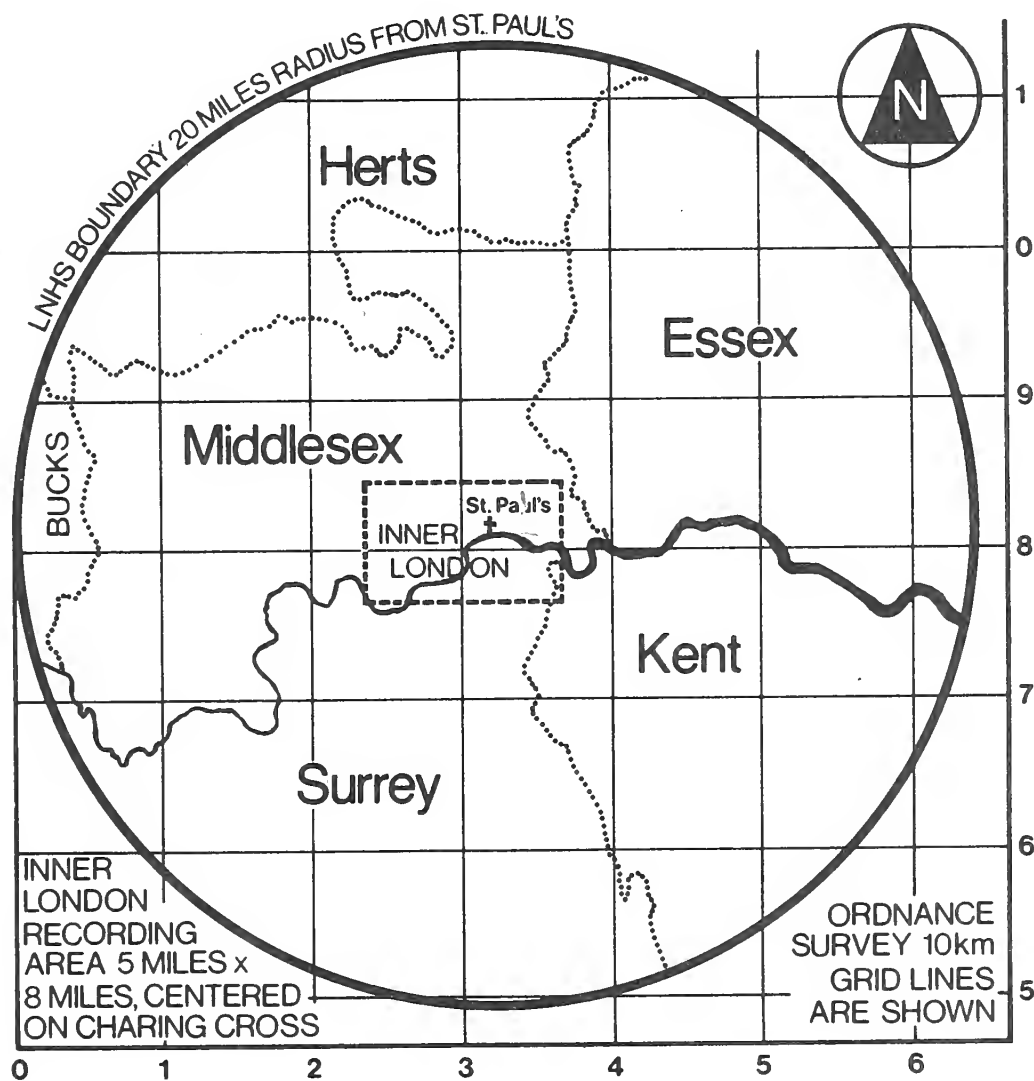 LNHS BOUNDARY 20 MILES RADIUS FROM ST. PAUL'S
N
Herts
Essex
BUCKS
Middlesex
St. Paul's
INNER
LONDON
Kent
Surrey
INNER
LONDON
RECORDING
AREA 5 MILES x
8 MILES, CENTERED
ON CHARING CROSS
ORDNANCE
SURVEY 10km
GRID LINES
ARE SHOWN
1
0
9
8
7
6
5
0 1 2 3 4 5 6